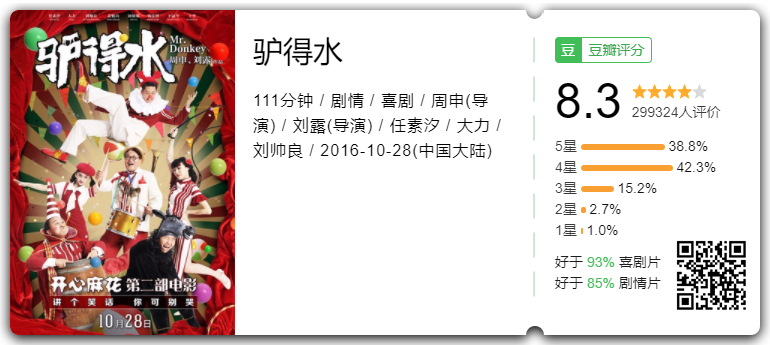 驴得水
Mr.
Donkey
周申、刘露作品
开心麻花 第二部电影
讲个笑话 你可别哭
10月28日
驴得水
111分钟 / 剧情 / 喜剧 / 周申(导
演) / 刘露(导演) / 任素汐 / 大力 /
刘帅良 / 2016-10-28(中国大陆)
豆 豆瓣评分
8.3
299324人评价
5星 38.8%
4星 42.3%
3星 15.2%
2星 2.7%
1星 1.0%
好于 93% 喜剧片
好于 85% 剧情片